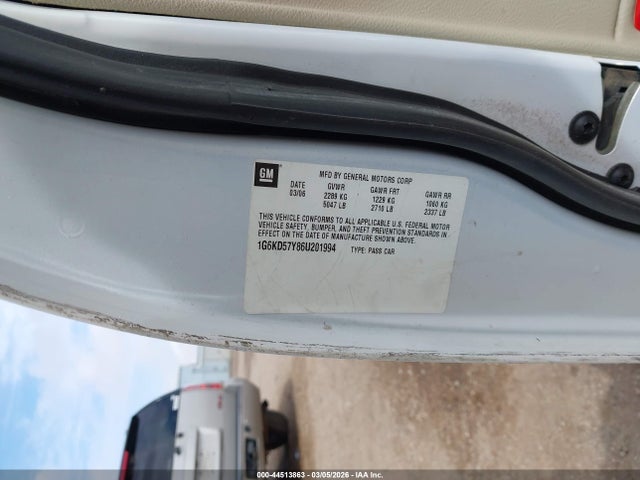 GM
MFD BY GENERAL MOTORS CORP
DATE GVWR GAWR FRT GAWR RR
03/06 2289 KG 1229 KG 1060 KG
5047 LB 2710 LB 2337 LB
THIS VEHICLE CONFORMS TO ALL APPLICABLE U.S. FEDERAL MOTOR
VEHICLE SAFETY, BUMPER, AND THEFT PREVENTION STANDARDS IN
EFFECT ON THE DATE OF MANUFACTURE SHOWN ABOVE.
1G6KD57Y86U201994 TYPE: PASS CAR
000-44513863 | 03/05/2026 | IAA Inc.